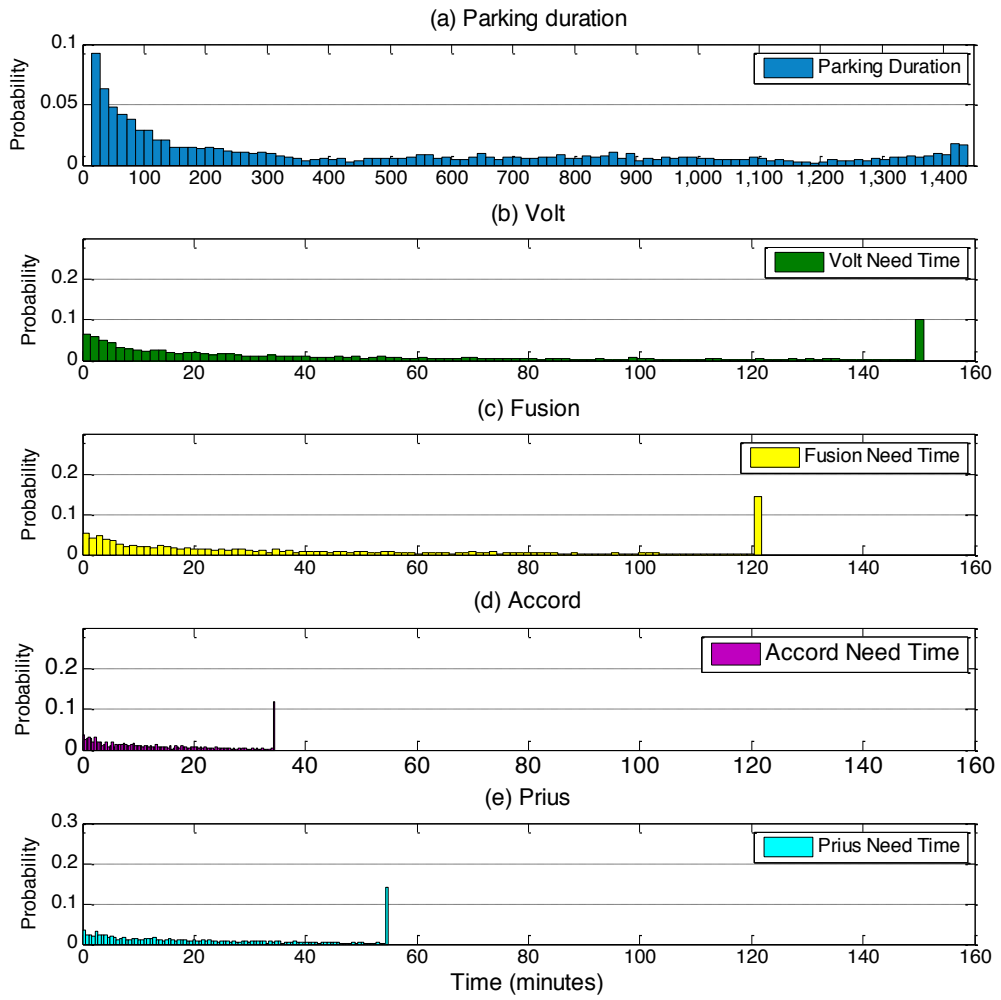 (a) Parking duration
0.1
Parking Duration
0.05
0
Probability
0 100 200 300 400 500 600 700 800 900 1,000 1,100 1,200 1,300 1,400
(b) Volt
Volt Need Time
0.2
0.1
0
Probability
0 20 40 60 80 100 120 140 160
(c) Fusion
Fusion Need Time
0.2
0.1
0
Probability
0 20 40 60 80 100 120 140 160
(d) Accord
Accord Need Time
0.2
0.1
0
Probability
0 20 40 60 80 100 120 140 160
(e) Prius
0.3
Prius Need Time
0.2
0.1
0
Probability
0 20 40 60 80 100 120 140 160
Time (minutes)